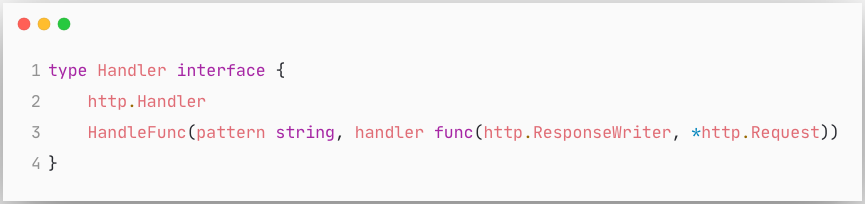 1 type Handler interface {
2     http.Handler
3     HandleFunc(pattern string, handler func(http.ResponseWriter, *http.Request))
4 }